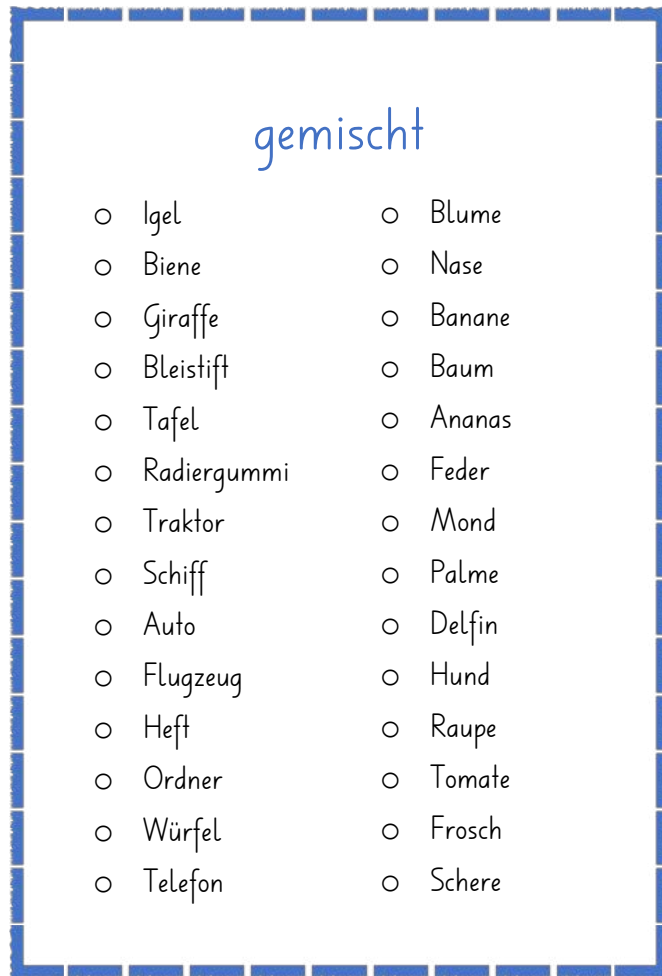 gemischt
Igel
Biene
Giraffe
Bleistift
Tafel
Radiergummi
Traktor
Schiff
Auto
Flugzeug
Heft
Ordner
Würfel
Telefon
Blume
Nase
Banane
Baum
Ananas
Feder
Mond
Palme
Delfin
Hund
Raupe
Tomate
Frosch
Schere